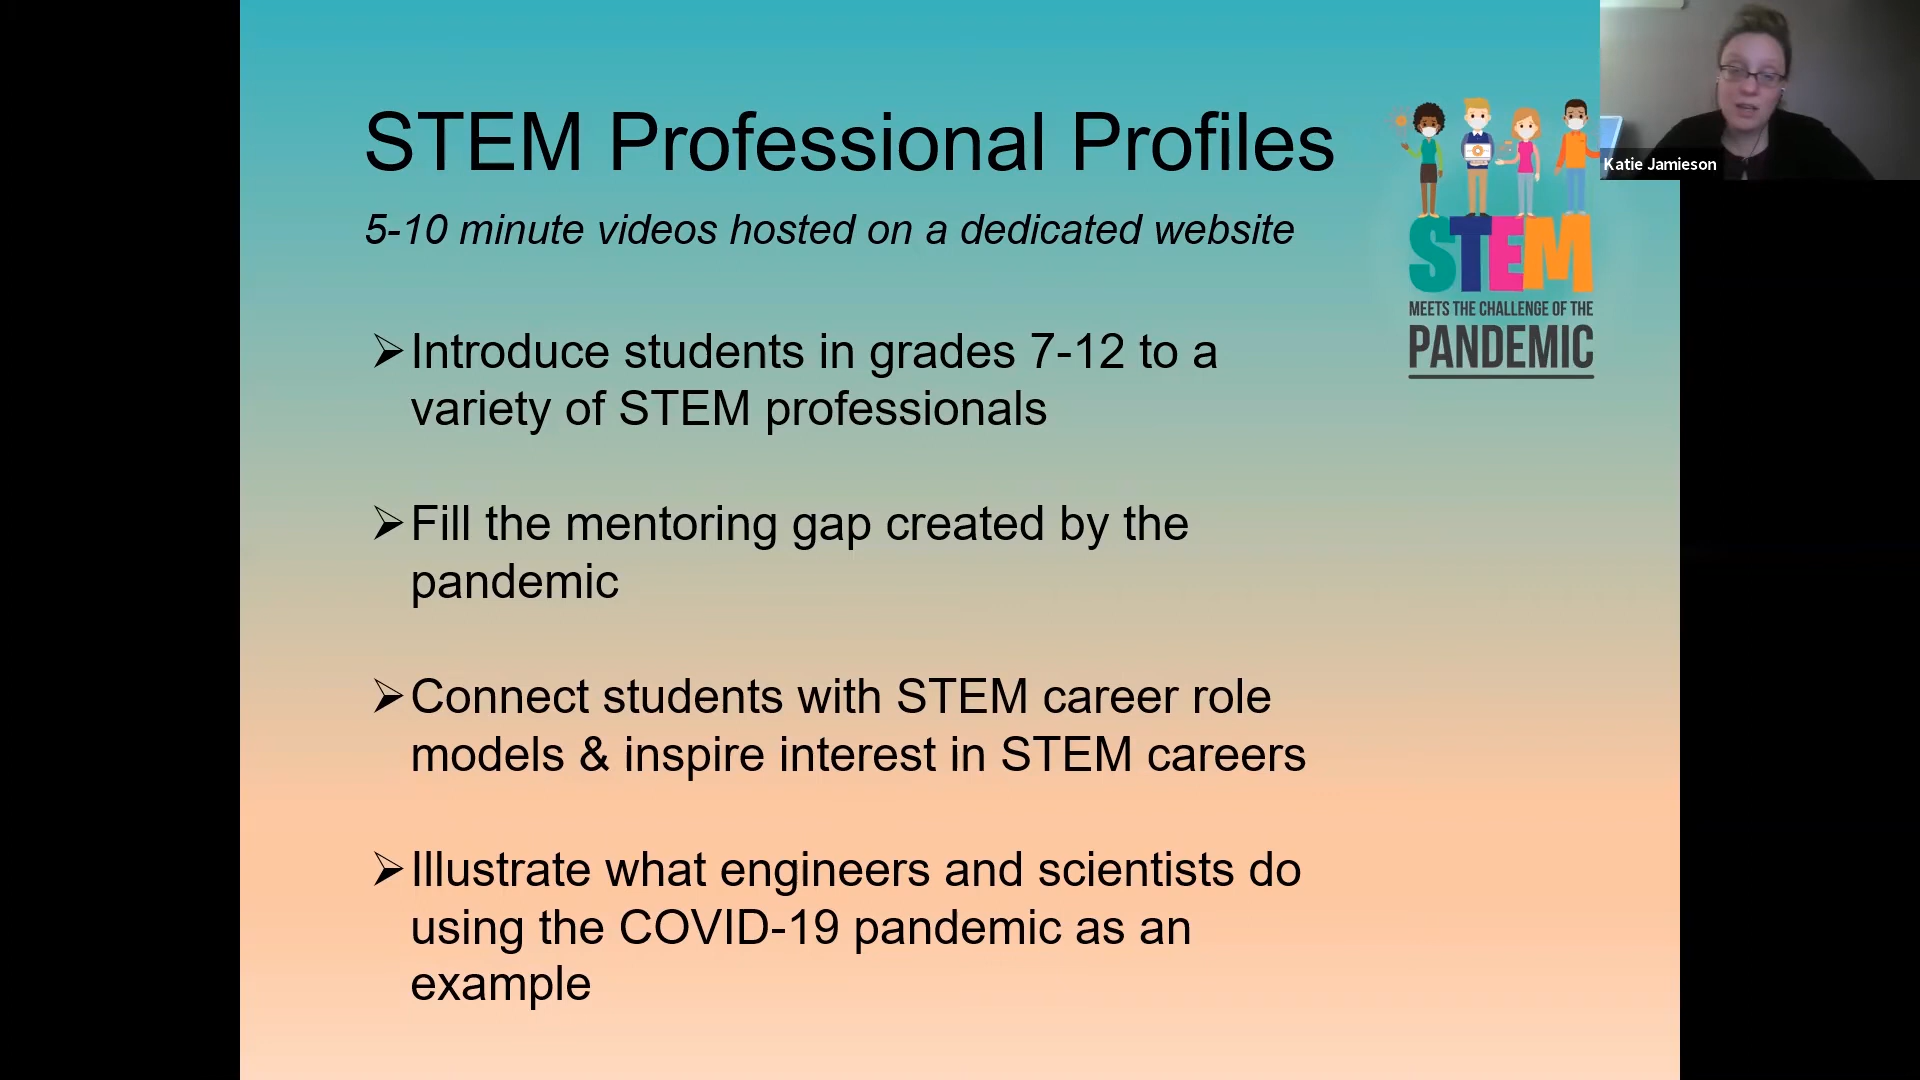 STEM Professional Profiles
5-10 minute videos hosted on a dedicated website
➢Introduce students in grades 7-12 to a
variety of STEM professionals
➢Fill the mentoring gap created by the
pandemic
➢Connect students with STEM career role
models & inspire interest in STEM careers
➢Illustrate what engineers and scientists do
using the COVID-19 pandemic as an
example
STEM
MEETS THE CHALLENGE OF THE
PANDEMIC
Katie Jamieson